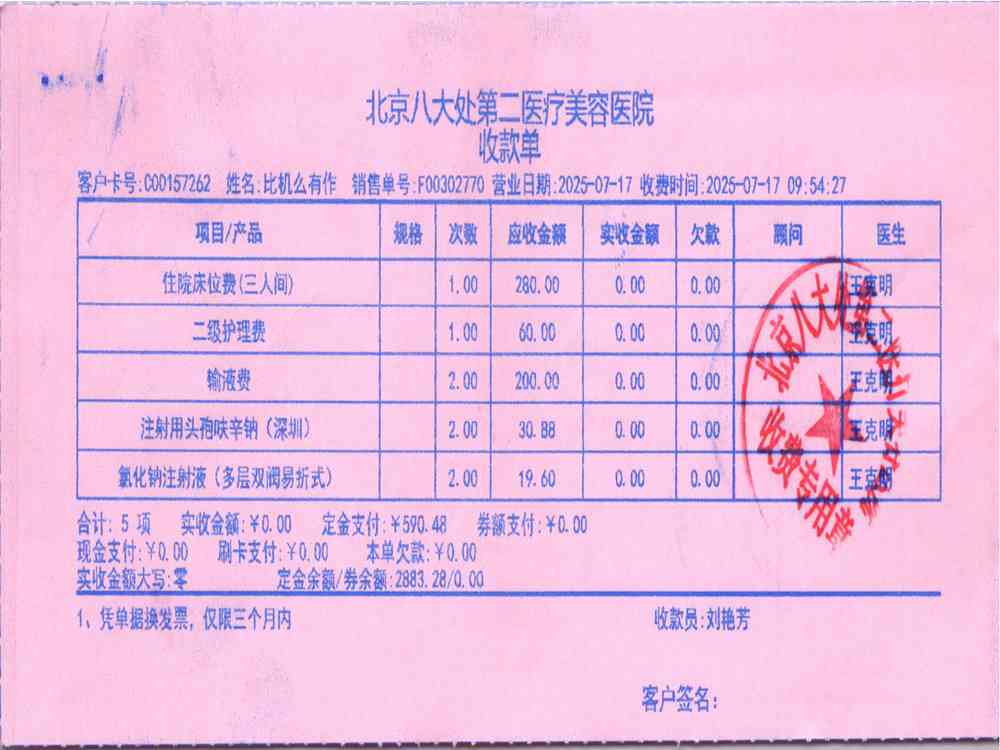 北京八大处第二医疗美容医院
收款单
客户卡号:C00157262 姓名:比机么有作 销售单号:F00302770 营业日期:2025-07-17 收费时间:2025-07-17 09:54:27
项目/产品 规格 次数 应收金额 实收金额 欠款 顾问 医生
住院床位费(三人间) 1.00 280.00 0.00 0.00 王克明
二级护理费 1.00 60.00 0.00 0.00 王克明
输液费 2.00 200.00 0.00 0.00 王克明
注射用头孢呋辛钠（深圳） 2.00 30.88 0.00 0.00 王克明
氯化钠注射液（多层双阀易折式） 2.00 19.60 0.00 0.00 王克明
合计: 5 项 实收金额:￥0.00 定金支付:￥590.48 券额支付:￥0.00
现金支付:￥0.00 刷卡支付:￥0.00 本单欠款:￥0.00
实收金额大写:零 定金余额/券余额:2883.28/0.00
1、凭单据换发票, 仅限三个月内 收款员:刘艳芳
客户签名:
北京八大处
收费专用章